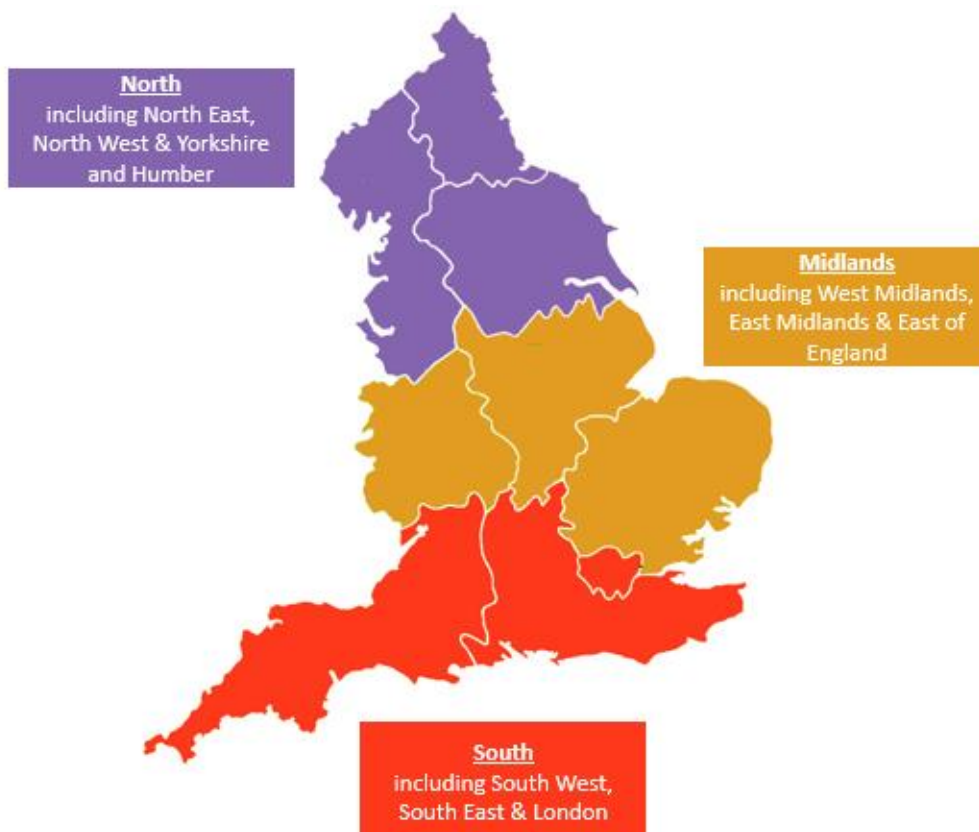 North
including North East,
North West & Yorkshire
and Humber
Midlands
including West Midlands,
East Midlands & East of
England
South
including South West,
South East & London